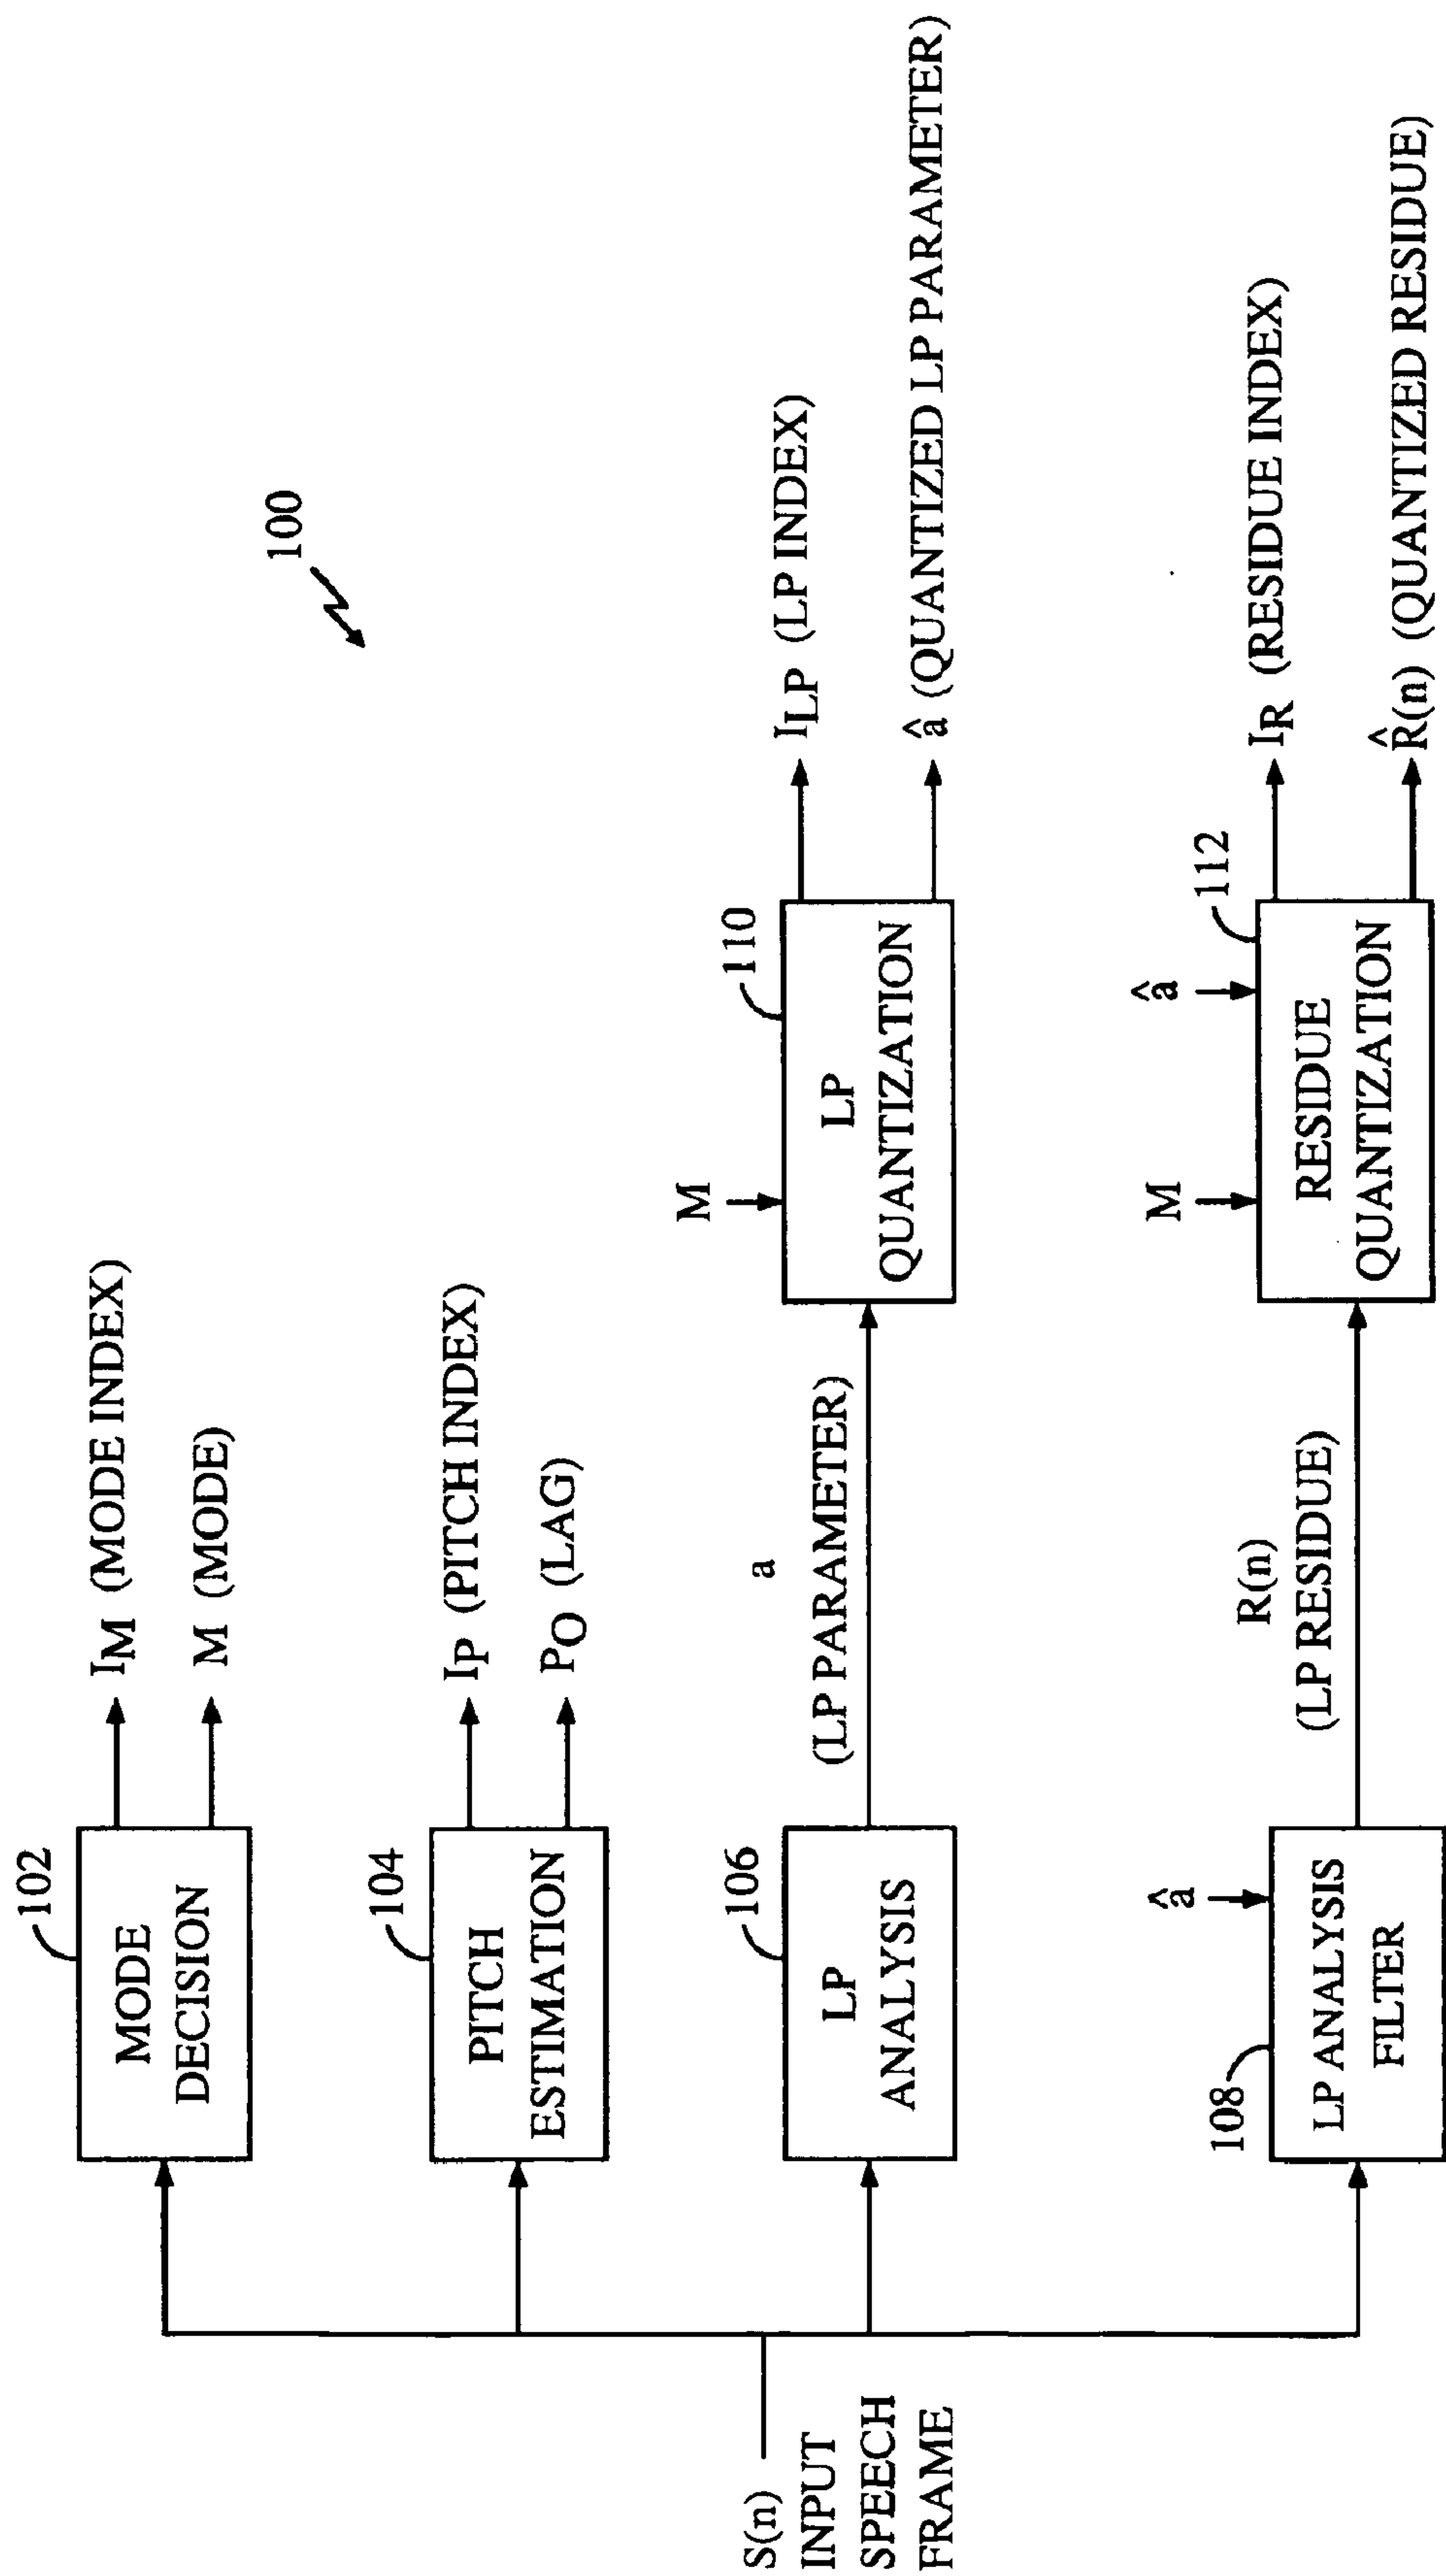 100
102
MODE
DECISION
I_M (MODE INDEX)
M (MODE)
104
PITCH
ESTIMATION
I_P (PITCH INDEX)
P_O (LAG)
S(n)
INPUT
SPEECH
FRAME
106
LP
ANALYSIS
a
(LP PARAMETER)
M
110
LP
QUANTIZATION
I_LP (LP INDEX)
â (QUANTIZED LP PARAMETER)
108
â
LP ANALYSIS
FILTER
R(n)
(LP RESIDUE)
M
â
112
RESIDUE
QUANTIZATION
I_R (RESIDUE INDEX)
R̂(n) (QUANTIZED RESIDUE)